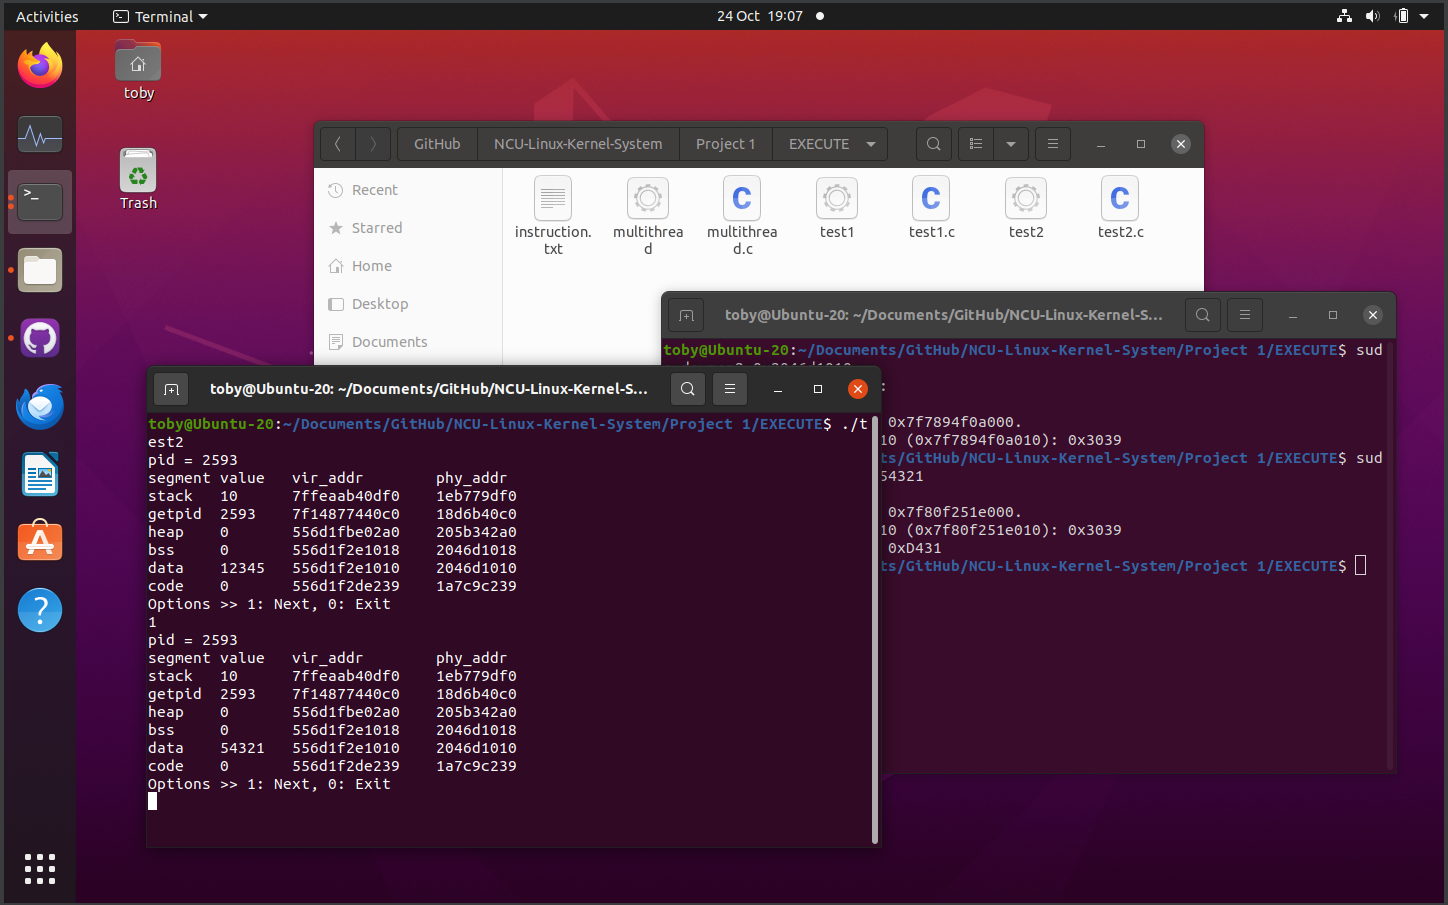 Activities
Terminal
24 Oct 19:07
toby
Trash
GitHub
NCU-Linux-Kernel-System
Project 1
EXECUTE
Recent
Starred
Home
Desktop
Documents
instruction.
txt
multithrea
d
multithrea
d.c
test1
test1.c
test2
test2.c
toby@Ubuntu-20: ~/Documents/GitHub/NCU-Linux-Kernel-S...
toby@Ubuntu-20:~/Documents/GitHub/NCU-Linux-Kernel-System/Project 1/EXECUTE$ sud
:
0x7f7894f0a000.
10 (0x7f7894f0a010): 0x3039
ts/GitHub/NCU-Linux-Kernel-System/Project 1/EXECUTE$ sud
54321
0x7f80f251e000.
10 (0x7f80f251e010): 0x3039
0xD431
ts/GitHub/NCU-Linux-Kernel-System/Project 1/EXECUTE$
toby@Ubuntu-20: ~/Documents/GitHub/NCU-Linux-Kernel-S...
toby@Ubuntu-20:~/Documents/GitHub/NCU-Linux-Kernel-System/Project 1/EXECUTE$ ./t
est2
pid = 2593
segment value vir_addr phy_addr
stack 10 7ffeaab40df0 1eb779df0
getpid 2593 7f14877440c0 18d6b40c0
heap 0 556d1fbe02a0 205b342a0
bss 0 556d1f2e1018 2046d1018
data 12345 556d1f2e1010 2046d1010
code 0 556d1f2de239 1a7c9c239
Options >> 1: Next, 0: Exit
1
pid = 2593
segment value vir_addr phy_addr
stack 10 7ffeaab40df0 1eb779df0
getpid 2593 7f14877440c0 18d6b40c0
heap 0 556d1fbe02a0 205b342a0
bss 0 556d1f2e1018 2046d1018
data 54321 556d1f2e1010 2046d1010
code 0 556d1f2de239 1a7c9c239
Options >> 1: Next, 0: Exit